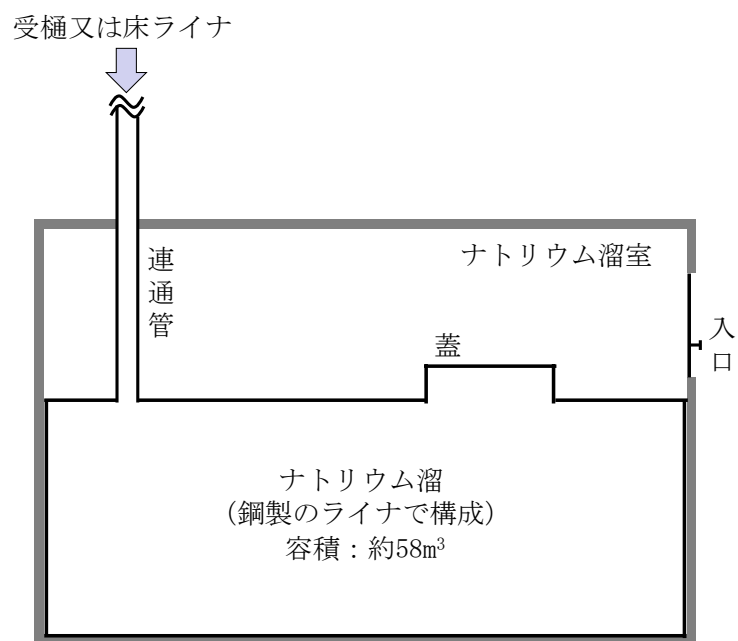 受樋又は床ライナ
連通管
ナトリウム溜室
蓋
入口
ナトリウム溜
(鋼製のライナで構成)
容積：約58m³